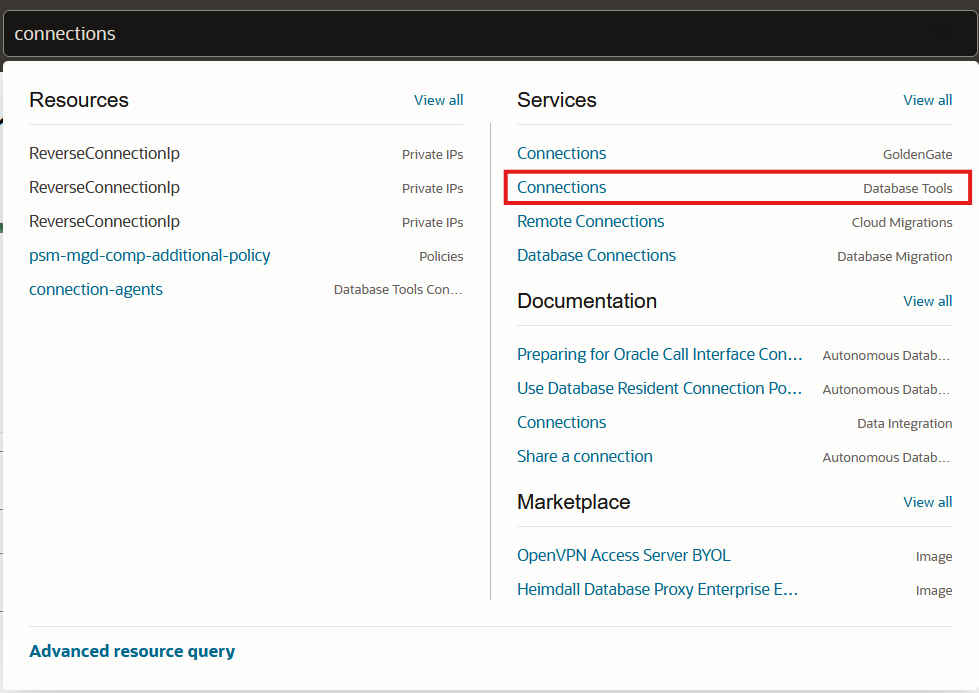 connections
Resources View all
ReverseConnectionIp Private IPs
ReverseConnectionIp Private IPs
ReverseConnectionIp Private IPs
psm-mgd-comp-additional-policy Policies
connection-agents Database Tools Con...
Services View all
Connections GoldenGate
Connections Database Tools
Remote Connections Cloud Migrations
Database Connections Database Migration
Documentation View all
Preparing for Oracle Call Interface Con... Autonomous Datab...
Use Database Resident Connection Po... Autonomous Datab...
Connections Data Integration
Share a connection Autonomous Datab...
Marketplace View all
OpenVPN Access Server BYOL Image
Heimdall Database Proxy Enterprise E... Image
Advanced resource query